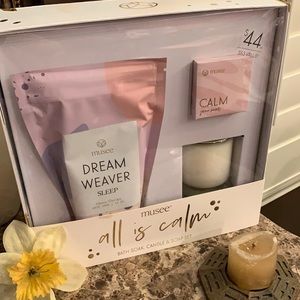 $44
musee
CALM
musee
DREAM
WEAVER
SLEEP
musee
all is calm
BATH SOAK, CANDLE & SOAP SET